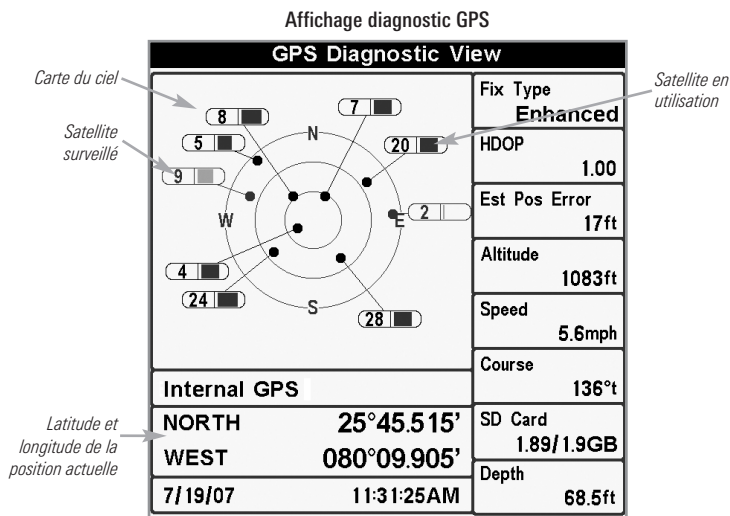 Affichage diagnostic GPS
GPS Diagnostic View
Carte du ciel
Satellite
surveillé
Satellite en
utilisation
8
7
5
20
9
2
4
24
28
N
W
E
S
Fix Type
Enhanced
HDOP
1.00
Est Pos Error
17ft
Altitude
1083ft
Speed
5.6mph
Course
136°t
SD Card
1.89/1.9GB
Depth
68.5ft
Internal GPS
Latitude et
longitude de la
position actuelle
NORTH 25°45.515'
WEST 080°09.905'
7/19/07 11:31:25AM